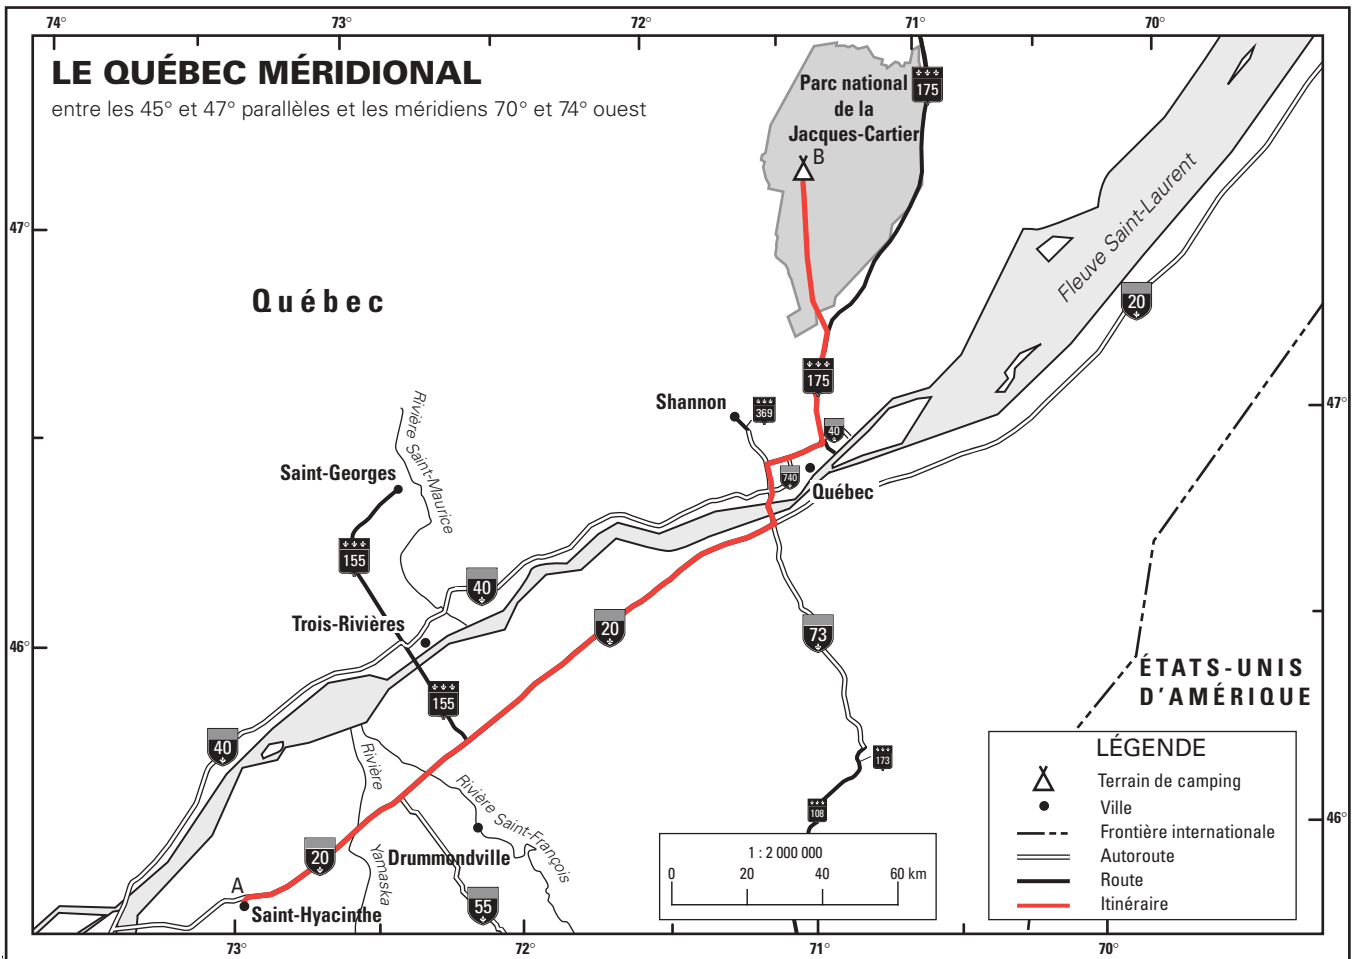 74°
73°
72°
71°
70°
LE QUÉBEC MÉRIDIONAL
entre les 45° et 47° parallèles et les méridiens 70° et 74° ouest
Parc national
de la
Jacques-Cartier
175
B
Fleuve Saint-Laurent
47°
Québec
20
175
Shannon
369
40
47°
Rivière Saint-Maurice
Saint-Georges
740
Québec
155
40
Trois-Rivières
20
73
46°
ÉTATS-UNIS
D'AMÉRIQUE
155
40
Rivière
Yamaska
Rivière Saint-François
173
108
46°
20
Drummondville
A
Saint-Hyacinthe
55
1 : 2 000 000
0
20
40
60 km
LÉGENDE
Terrain de camping
Ville
Frontière internationale
Autoroute
Route
Itinéraire
73°
72°
71°
70°